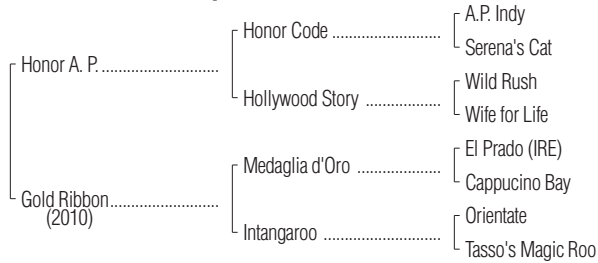 A.P. Indy
Honor Code ........................
Serena's Cat
Honor A. P. ..........................
Wild Rush
Hollywood Story .................
Wife for Life
El Prado (IRE)
Medaglia d'Oro ...................
Cappucino Bay
Gold Ribbon........................
(2010)
Orientate
Intangaroo ..........................
Tasso's Magic Roo